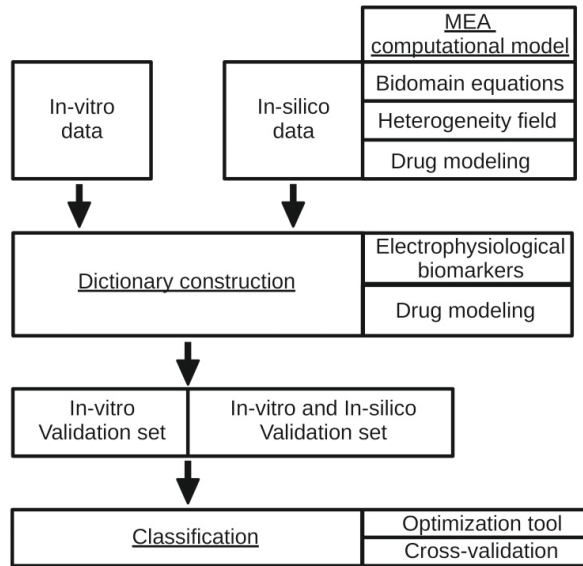 MEA
computational model
In-vitro
data
In-silico
data
Bidomain equations
Heterogeneity field
Drug modeling
Dictionary construction
Electrophysiological
biomarkers
Drug modeling
In-vitro
Validation set
In-vitro and In-silico
Validation set
Classification
Optimization tool
Cross-validation